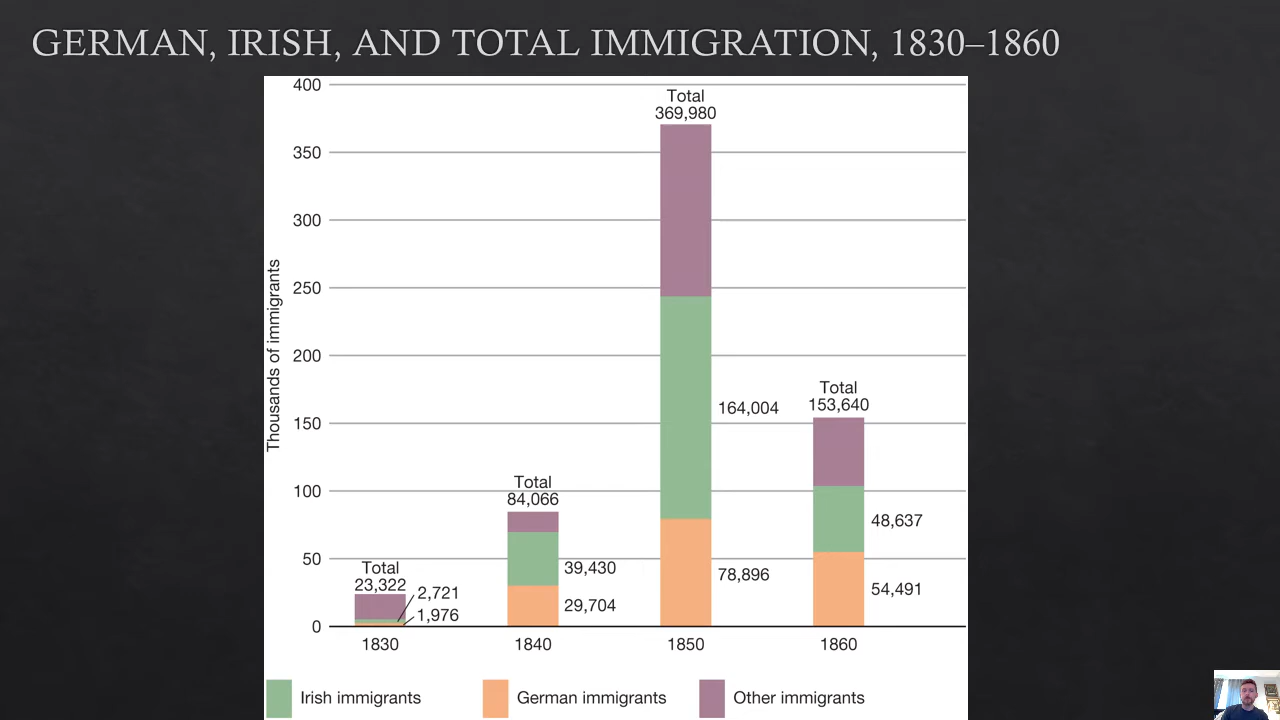 GERMAN, IRISH, AND TOTAL IMMIGRATION, 1830–1860
Thousands of immigrants
400
350
300
250
200
150
100
50
0
Total
23,322
2,721
1,976
Total
84,066
39,430
29,704
Total
369,980
164,004
78,896
Total
153,640
48,637
54,491
1830
1840
1850
1860
Irish immigrants
German immigrants
Other immigrants